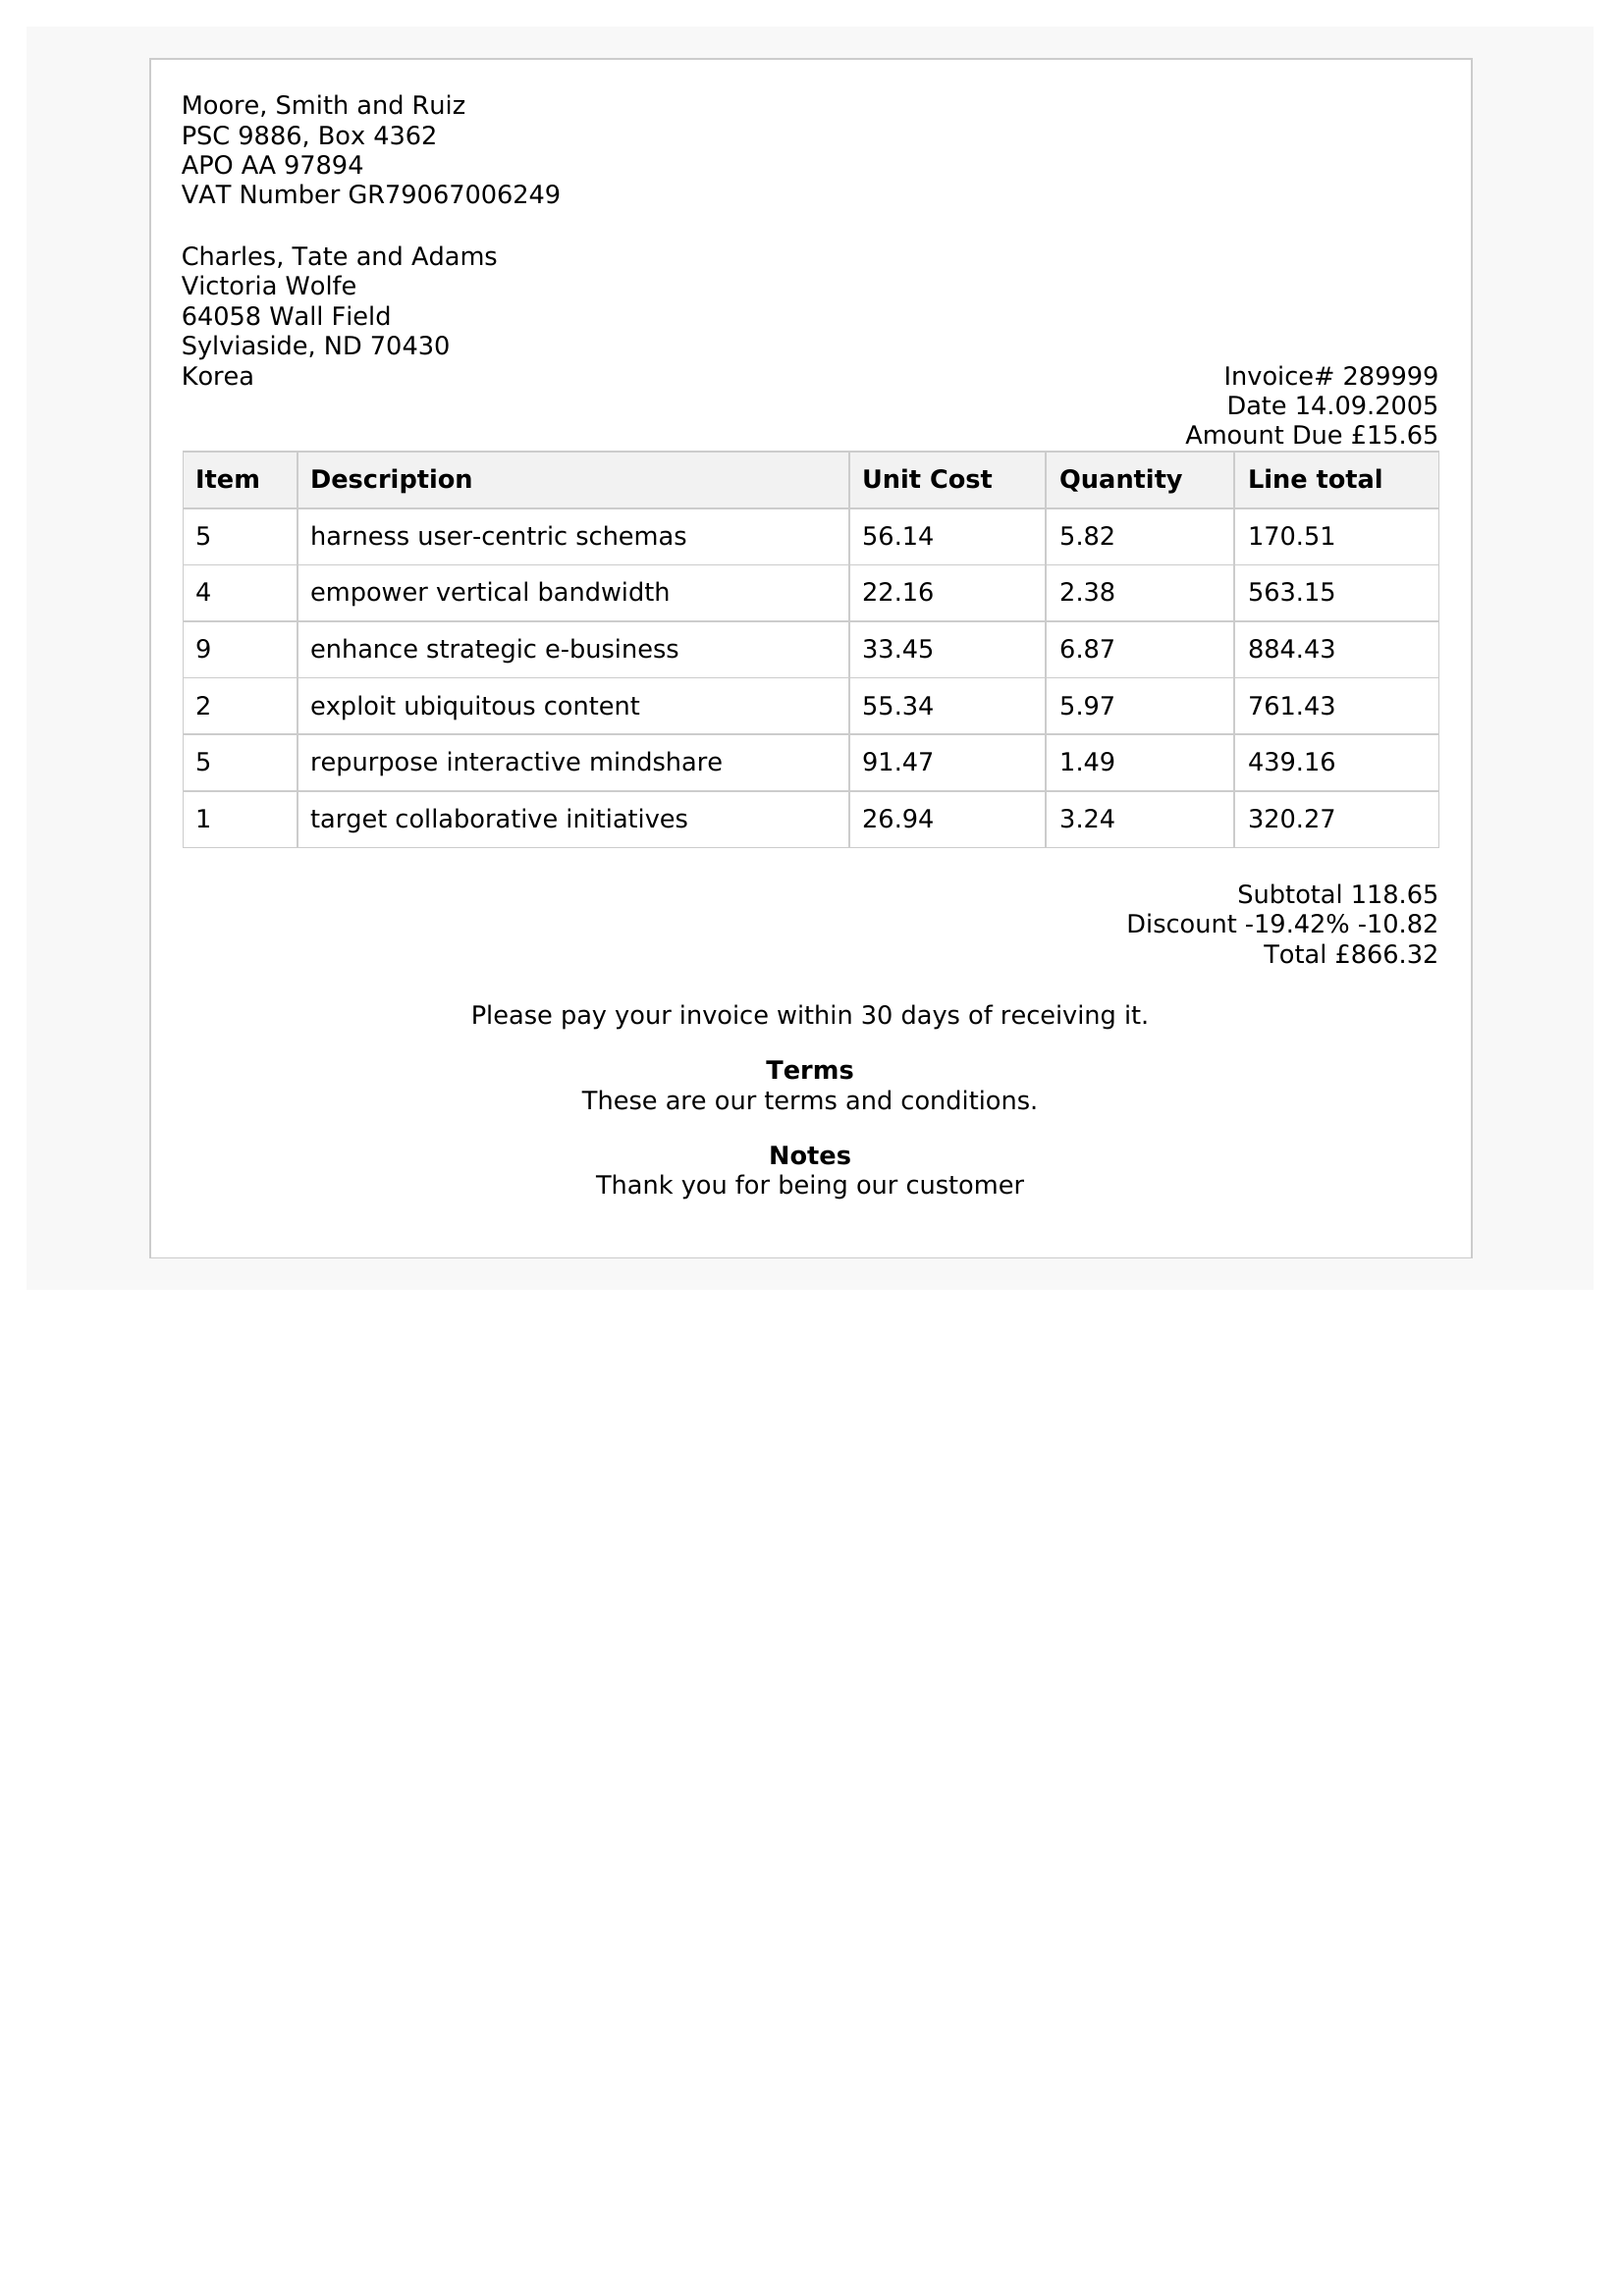 Moore, Smith and Ruiz
PSC 9886, Box 4362
APO AA 97894
VAT Number GR79067006249
Charles, Tate and Adams
Victoria Wolfe
64058 Wall Field
Sylviaside, ND 70430
Korea
Invoice# 289999
Date 14.09.2005
Amount Due £15.65
Item Description Unit Cost Quantity Line total
5 harness user-centric schemas 56.14 5.82 170.51
4 empower vertical bandwidth 22.16 2.38 563.15
9 enhance strategic e-business 33.45 6.87 884.43
2 exploit ubiquitous content 55.34 5.97 761.43
5 repurpose interactive mindshare 91.47 1.49 439.16
1 target collaborative initiatives 26.94 3.24 320.27
Subtotal 118.65
Discount -19.42% -10.82
Total £866.32
Please pay your invoice within 30 days of receiving it.
Terms
These are our terms and conditions.
Notes
Thank you for being our customer